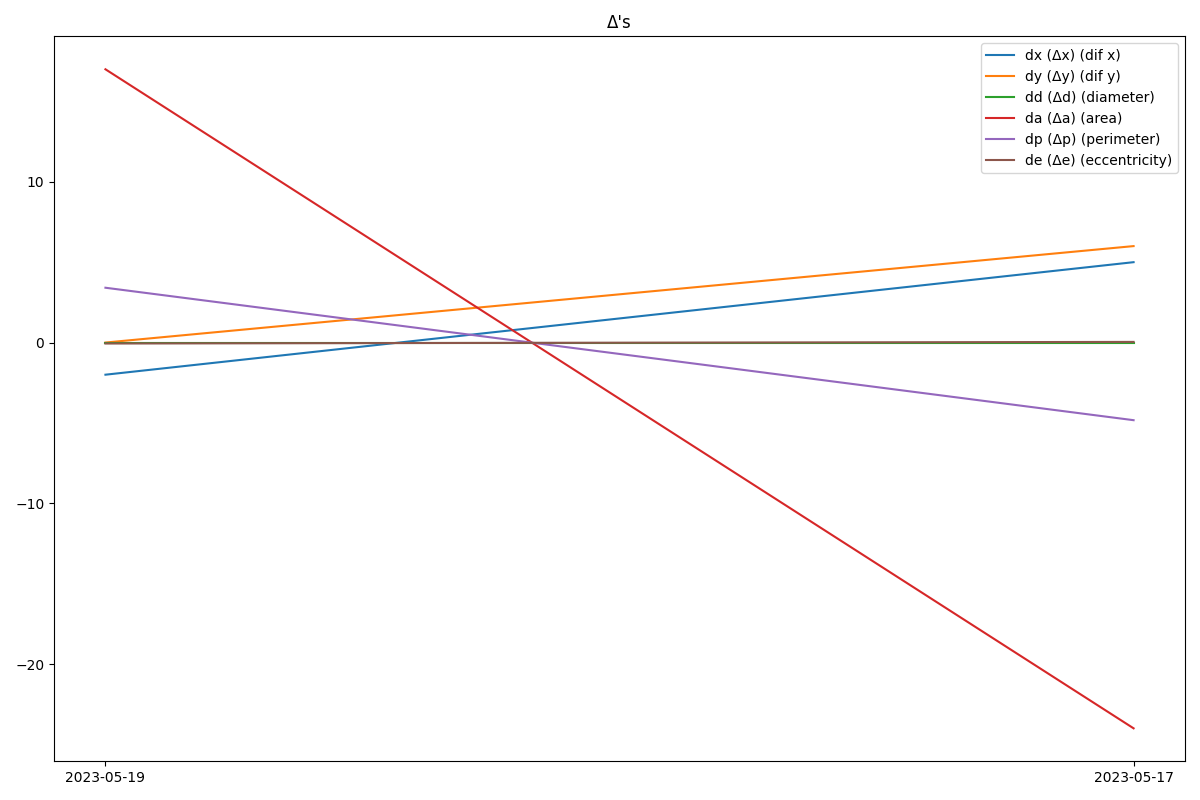 Δ's
dx (Δx) (dif x)
dy (Δy) (dif y)
dd (Δd) (diameter)
da (Δa) (area)
dp (Δp) (perimeter)
de (Δe) (eccentricity)
10
0
−10
−20
2023-05-19
2023-05-17